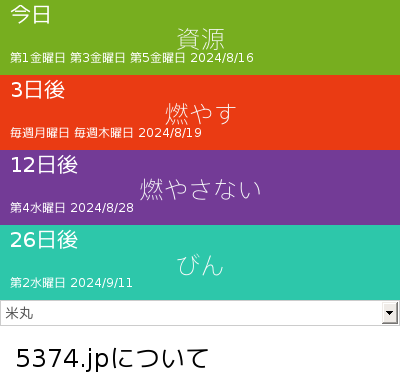 今日
資源
第1金曜日 第3金曜日 第5金曜日 2024/8/16
3日後
燃やす
毎週月曜日 毎週木曜日 2024/8/19
12日後
燃やさない
第4水曜日 2024/8/28
26日後
びん
第2水曜日 2024/9/11
米丸
5374.jpについて